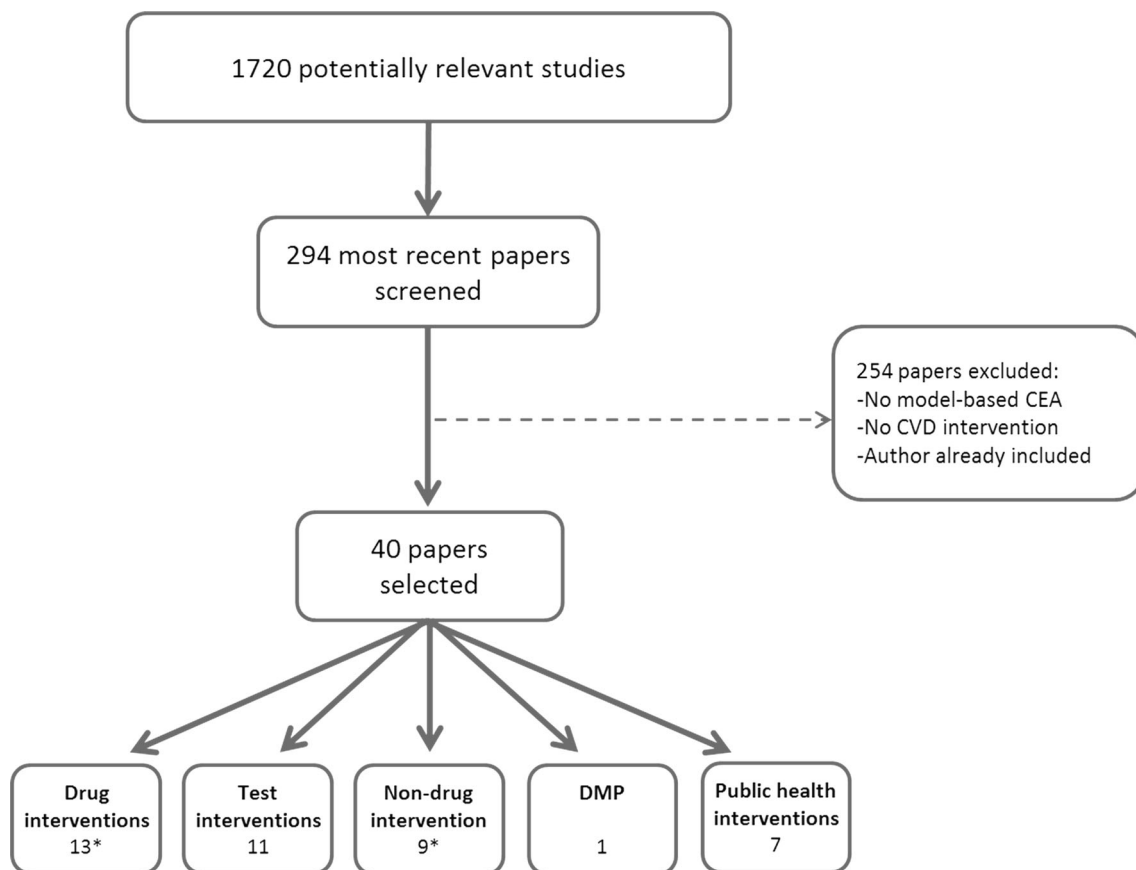 1720 potentially relevant studies
294 most recent papers
screened
254 papers excluded:
-No model-based CEA
-No CVD intervention
-Author already included
40 papers
selected
Drug
interventions
13*
Test
interventions
11
Non-drug
intervention
9*
DMP
1
Public health
interventions
7